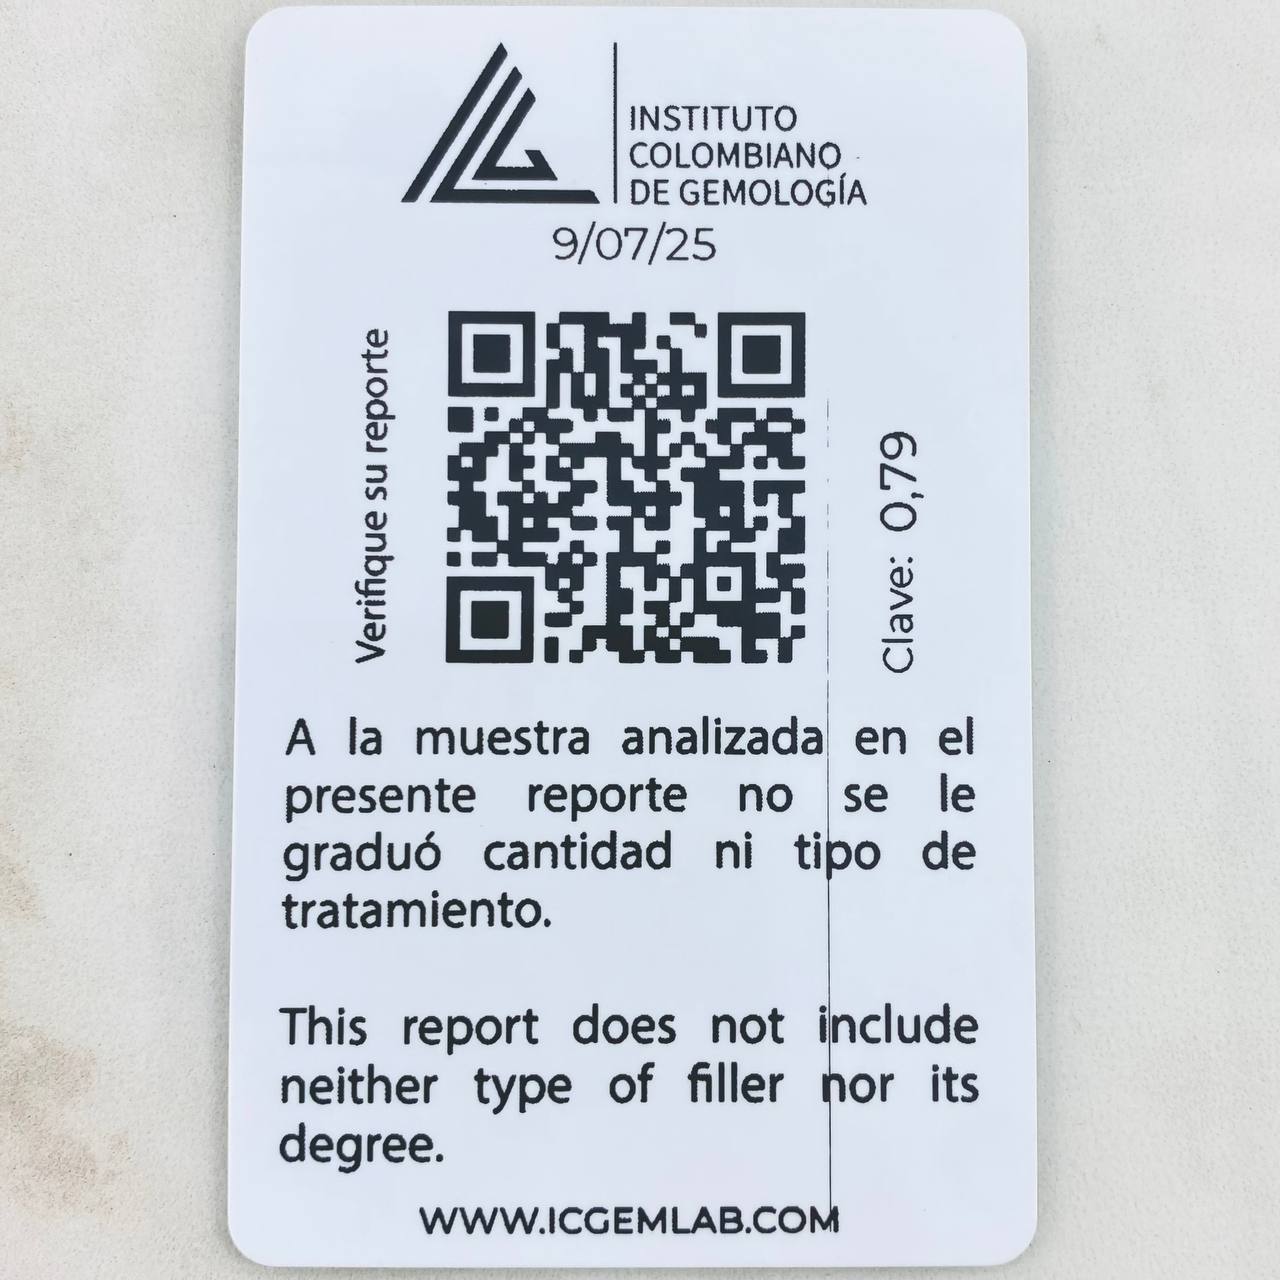 INSTITUTO
COLOMBIANO
DE GEMOLOGÍA
9/07/25
Verifique su reporte
Clave: 0,79
A la muestra analizada en el
presente reporte no se le
graduó cantidad ni tipo de
tratamiento.
This report does not include
neither type of filler nor its
degree.
WWW.ICGEMLAB.COM